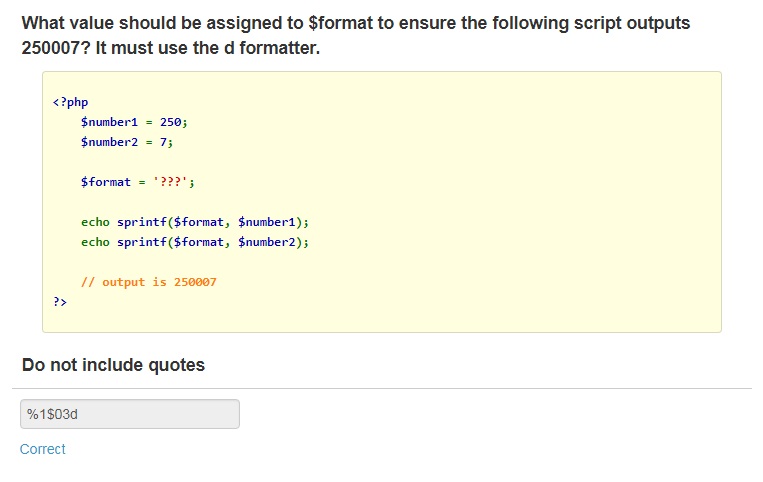 What value should be assigned to $format to ensure the following script outputs
250007? It must use the d formatter.
<?php
$number1 = 250;
$number2 = 7;
$format = '???';
echo sprintf($format, $number1);
echo sprintf($format, $number2);
// output is 250007
?>
Do not include quotes
%1$03d
Correct